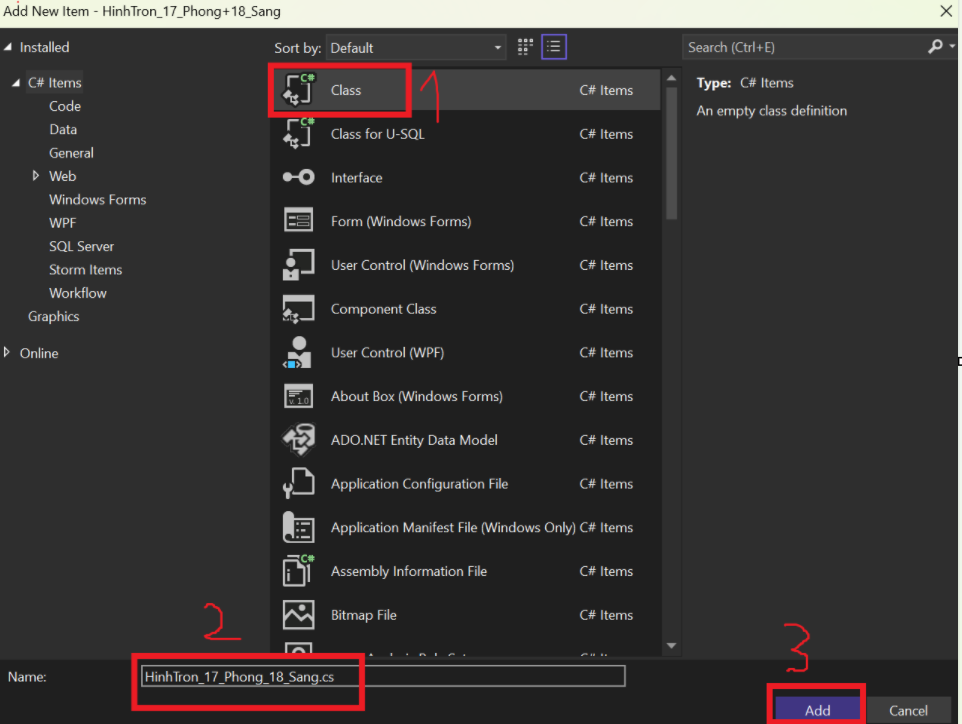 Add New Item - HinhTron_17_Phong+18_Sang
Installed
Sort by: Default
Search (Ctrl+E)
C# Items
Code
Data
General
Web
Windows Forms
WPF
SQL Server
Storm Items
Workflow
Graphics
Online
Class C# Items
1
Class for U-SQL C# Items
Interface C# Items
Form (Windows Forms) C# Items
User Control (Windows Forms) C# Items
Component Class C# Items
User Control (WPF) C# Items
About Box (Windows Forms) C# Items
ADO.NET Entity Data Model C# Items
Application Configuration File C# Items
Application Manifest File (Windows Only) C# Items
Assembly Information File C# Items
Bitmap File C# Items
Type: C# Items
An empty class definition
2
3
Name: HinhTron_17_Phong_18_Sang.cs
Add Cancel